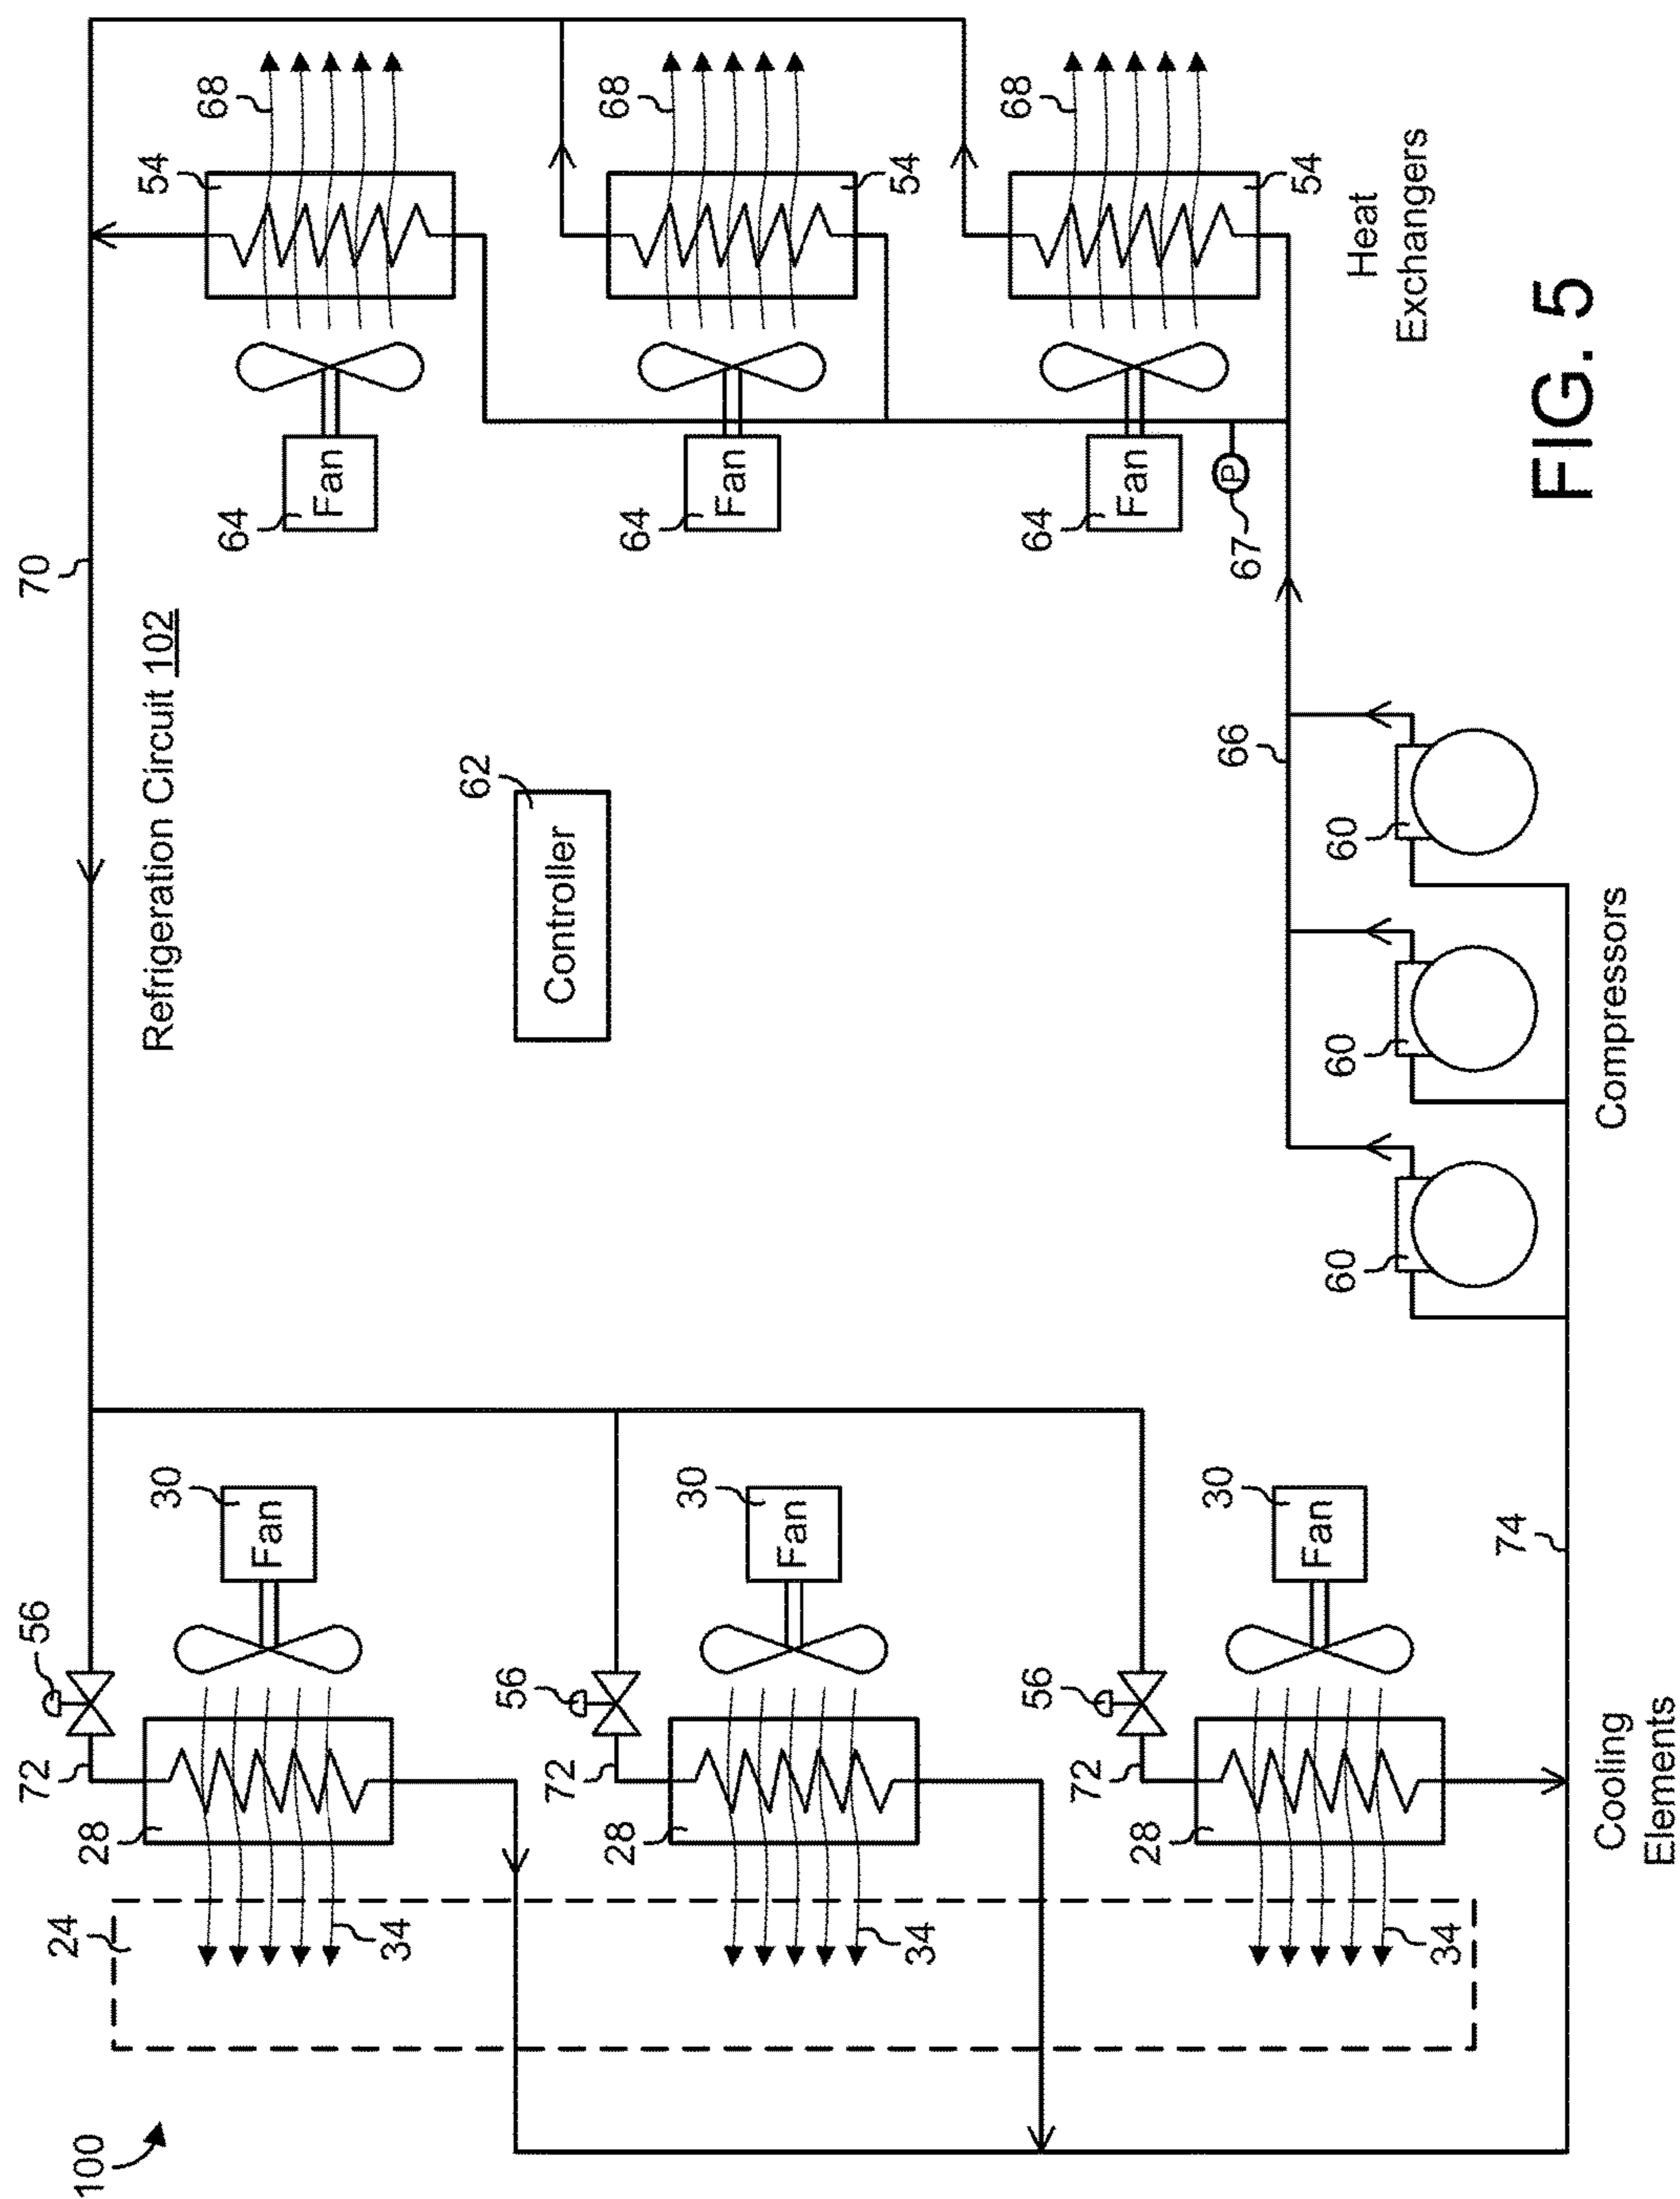 100
24
72
56
28
30
Fan
34
70
Refrigeration Circuit 102
54
68
64
Fan
62
Controller
56
72
28
30
Fan
34
68
64
Fan
54
56
72
28
30
Fan
34
68
64
Fan
54
66
67
P
60
60
60
Heat
Exchangers
74
Cooling
Elements
Compressors
FIG. 5